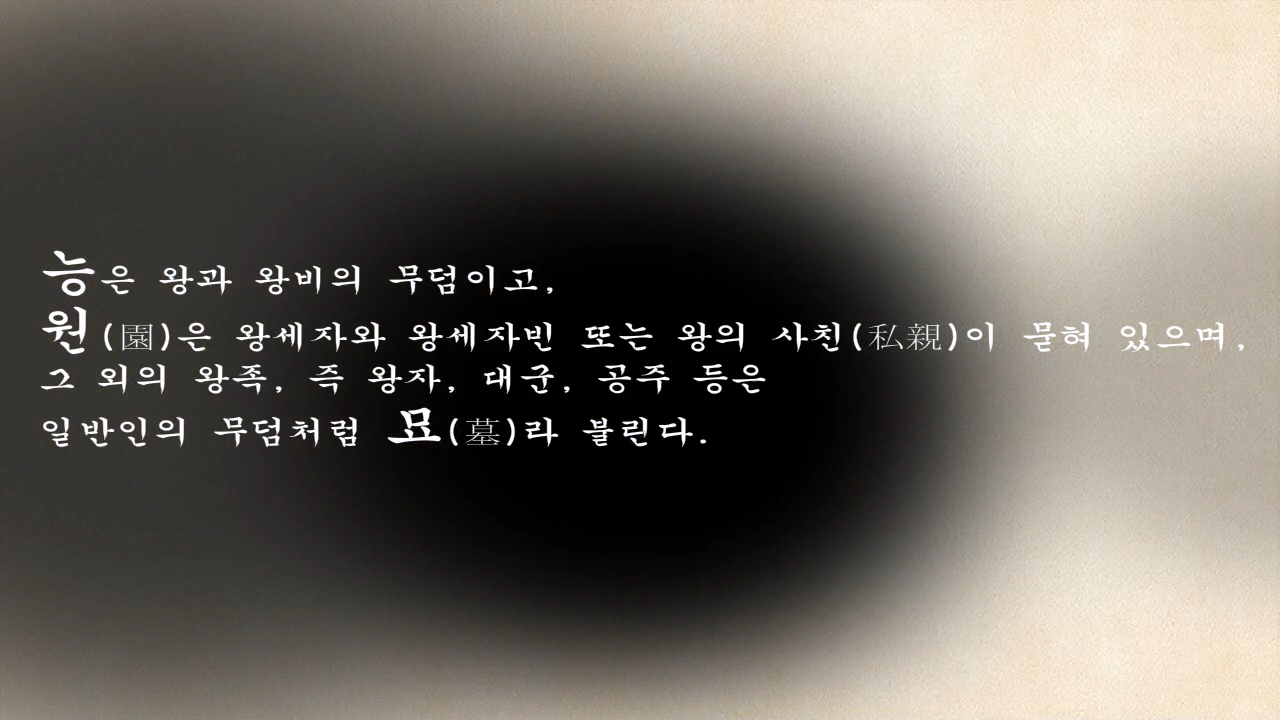 능은 왕과 왕비의 무덤이고,
원(園)은 왕세자와 왕세자빈 또는 왕의 사친(私親)이 묻혀 있으며,
그 외의 왕족, 즉 왕자, 대군, 공주 등은
일반인의 무덤처럼 묘(墓)라 불린다.